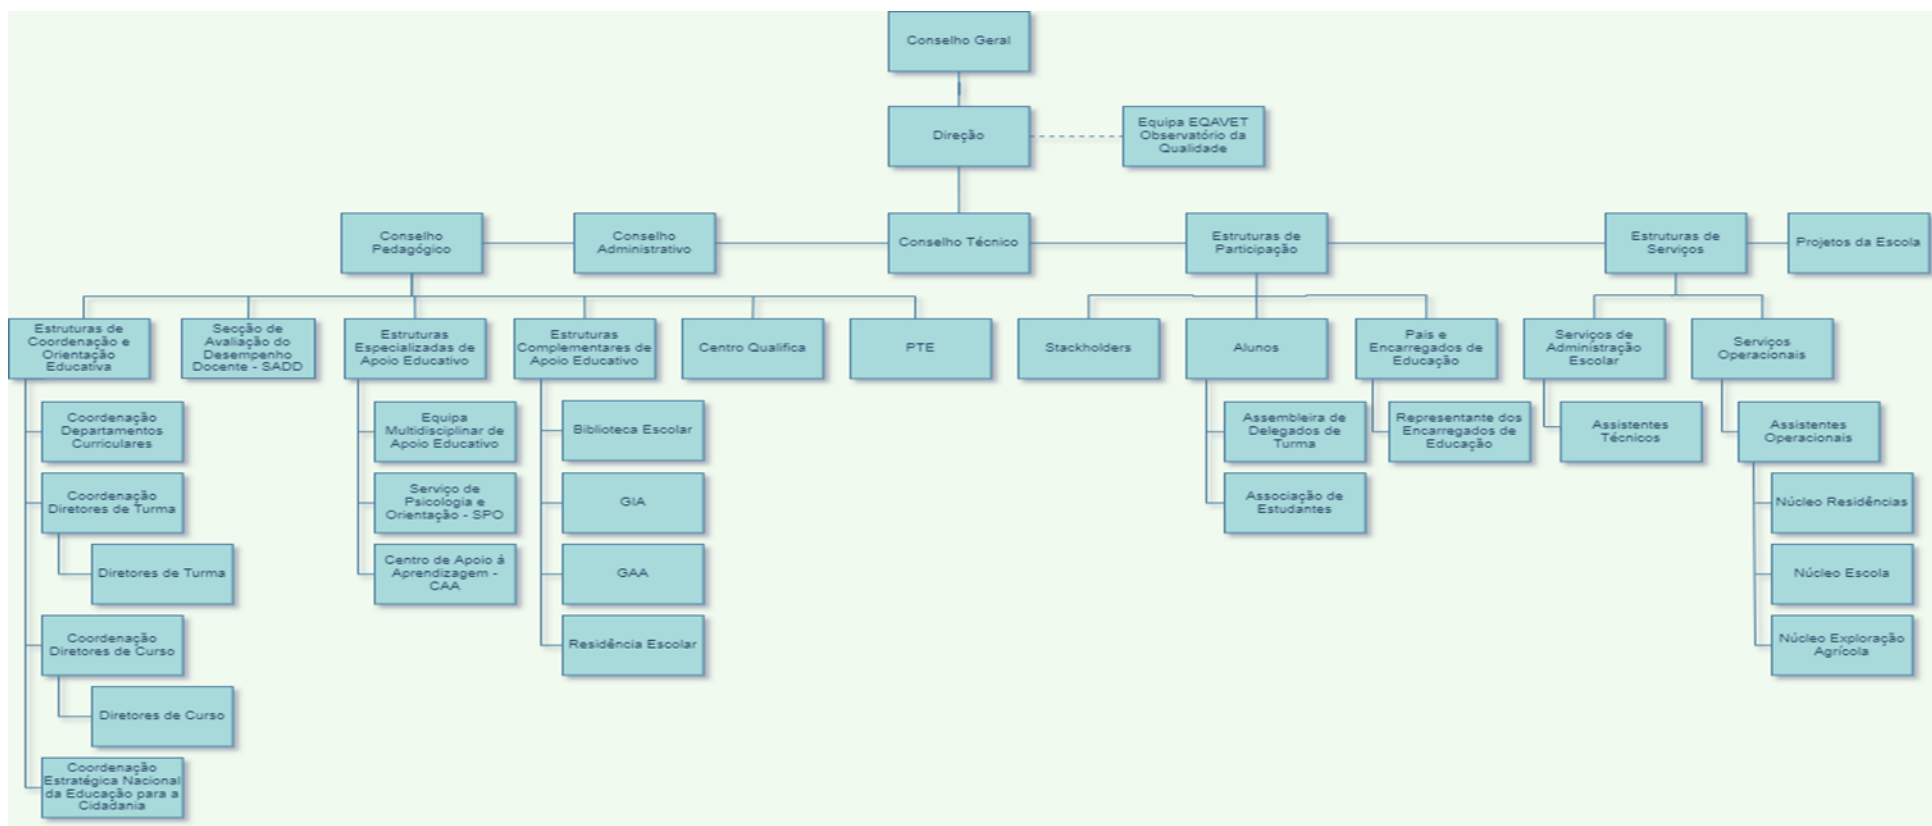 Conselho Geral
Direção
Equipa EQAVET
Observatório da
Qualidade
Conselho
Pedagógico
Conselho
Administrativo
Conselho Técnico
Estruturas de
Participação
Estruturas de
Serviços
Projetos da Escola
Estruturas de
Coordenação e
Orientação
Educativa
Secção de
Avaliação do
Desempenho
Docente - SADD
Estruturas
Especializadas de
Apoio Educativo
Estruturas
Complementares de
Apoio Educativo
Centro Qualifica
PTE
Stackholders
Alunos
Pais e
Encarregados de
Educação
Serviços de
Administração
Escolar
Serviços
Operacionais
Coordenação
Departamentos
Curriculares
Equipa
Multidisciplinar de
Apoio Educativo
Biblioteca Escolar
Assembleira de
Delegados de
Turma
Representante dos
Encarregados de
Educação
Assistentes
Técnicos
Assistentes
Operacionais
Coordenação
Diretores de Turma
Serviço de
Psicologia e
Orientação - SPO
GIA
Associação de
Estudantes
Núcleo Residências
Diretores de Turma
Centro de Apoio á
Aprendizagem -
CAA
GAA
Núcleo Escola
Coordenação
Diretores de Curso
Residência Escolar
Núcleo Exploração
Agrícola
Diretores de Curso
Coordenação
Estratégica Nacional
da Educação para a
Cidadania